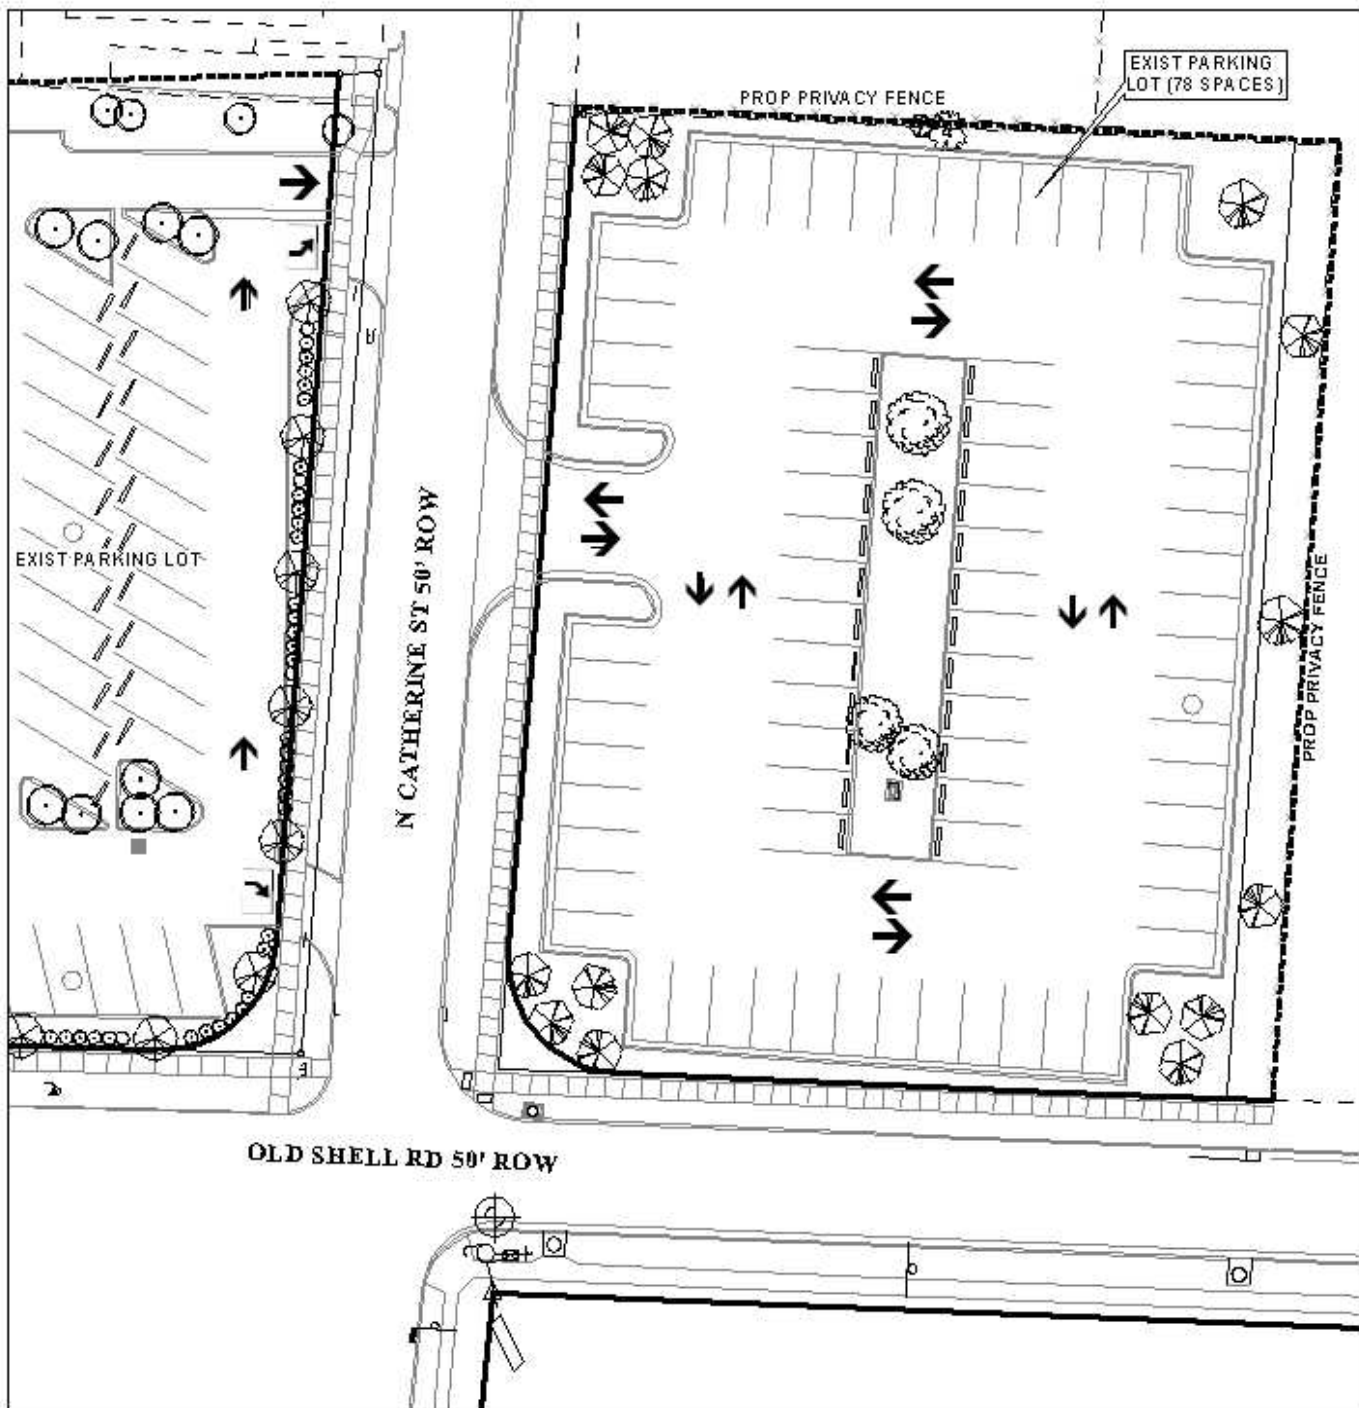 EXIST PARKING
LOT (78 SPACES)
PROP PRIVACY FENCE
EXIST PARKING LOT
N CATHERINE ST 50' ROW
PROP PRIVACY FENCE
OLD SHELL RD 50' ROW